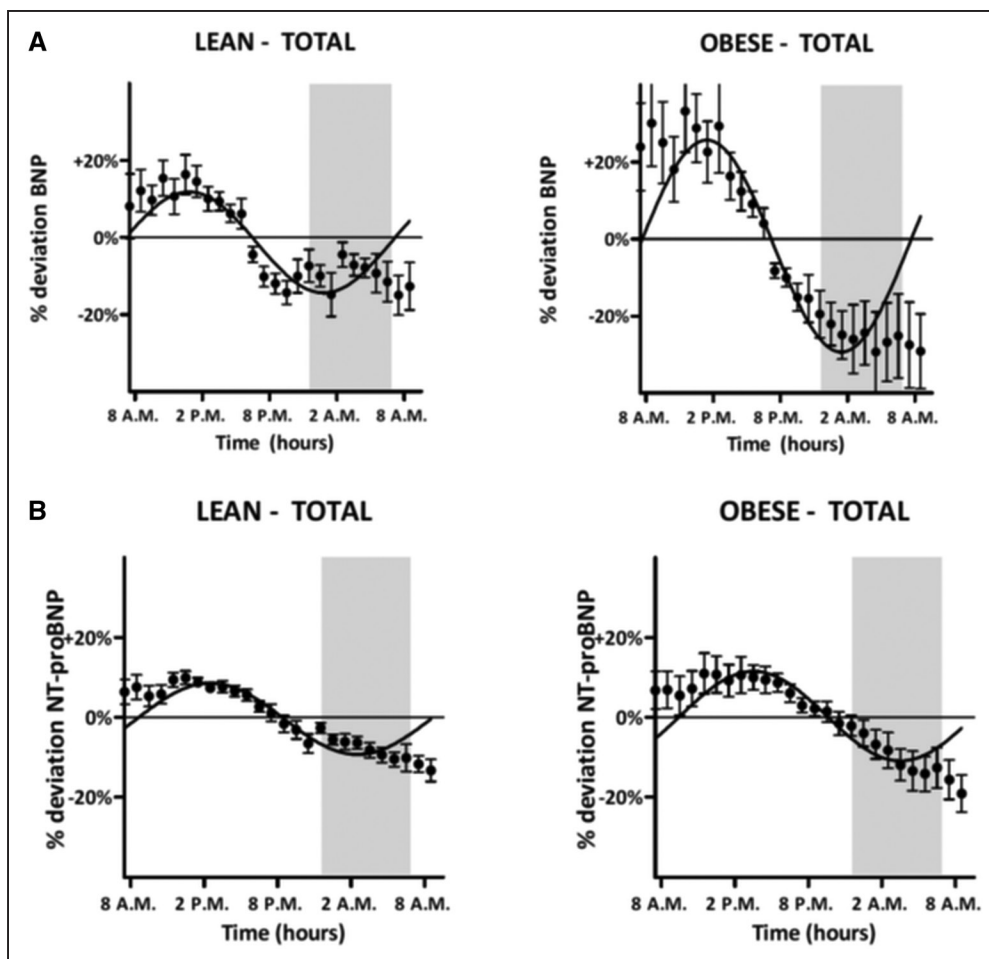 A
LEAN - TOTAL
OBESE - TOTAL
% deviation BNP
+20%
0%
-20%
8 A.M. 2 P.M. 8 P.M. 2 A.M. 8 A.M.
Time (hours)
% deviation BNP
+20%
0%
-20%
8 A.M. 2 P.M. 8 P.M. 2 A.M. 8 A.M.
Time (hours)
B
LEAN - TOTAL
OBESE - TOTAL
% deviation NT-proBNP
+20%
0%
-20%
8 A.M. 2 P.M. 8 P.M. 2 A.M. 8 A.M.
Time (hours)
% deviation NT-proBNP
+20%
0%
-20%
8 A.M. 2 P.M. 8 P.M. 2 A.M. 8 A.M.
Time (hours)